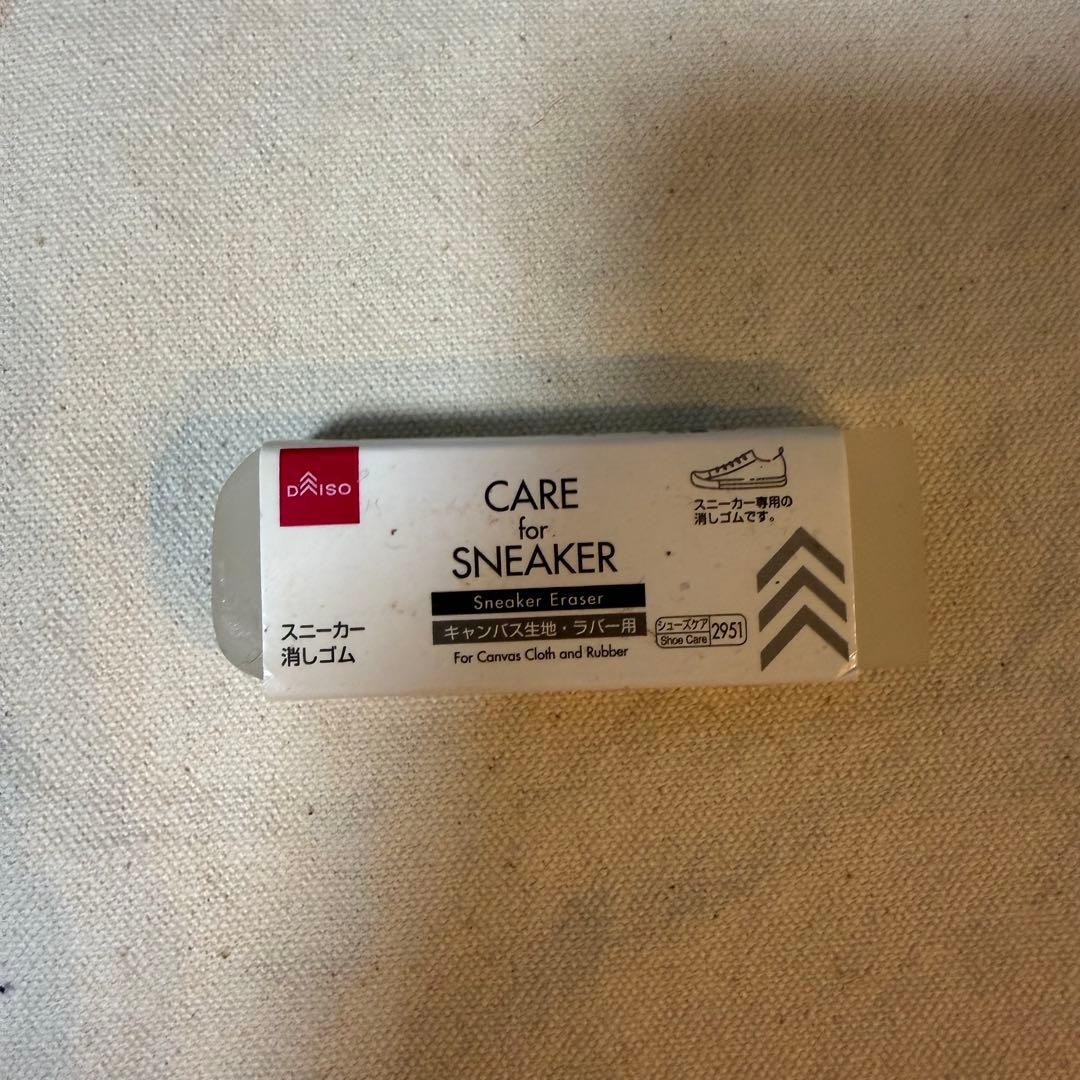 DAISO
CARE
for
SNEAKER
Sneaker Eraser
キャンバス生地・ラバー用
For Canvas Cloth and Rubber
スニーカー
消しゴム
スニーカー専用の
消しゴムです。
シューズケア
Shoe Care
2951